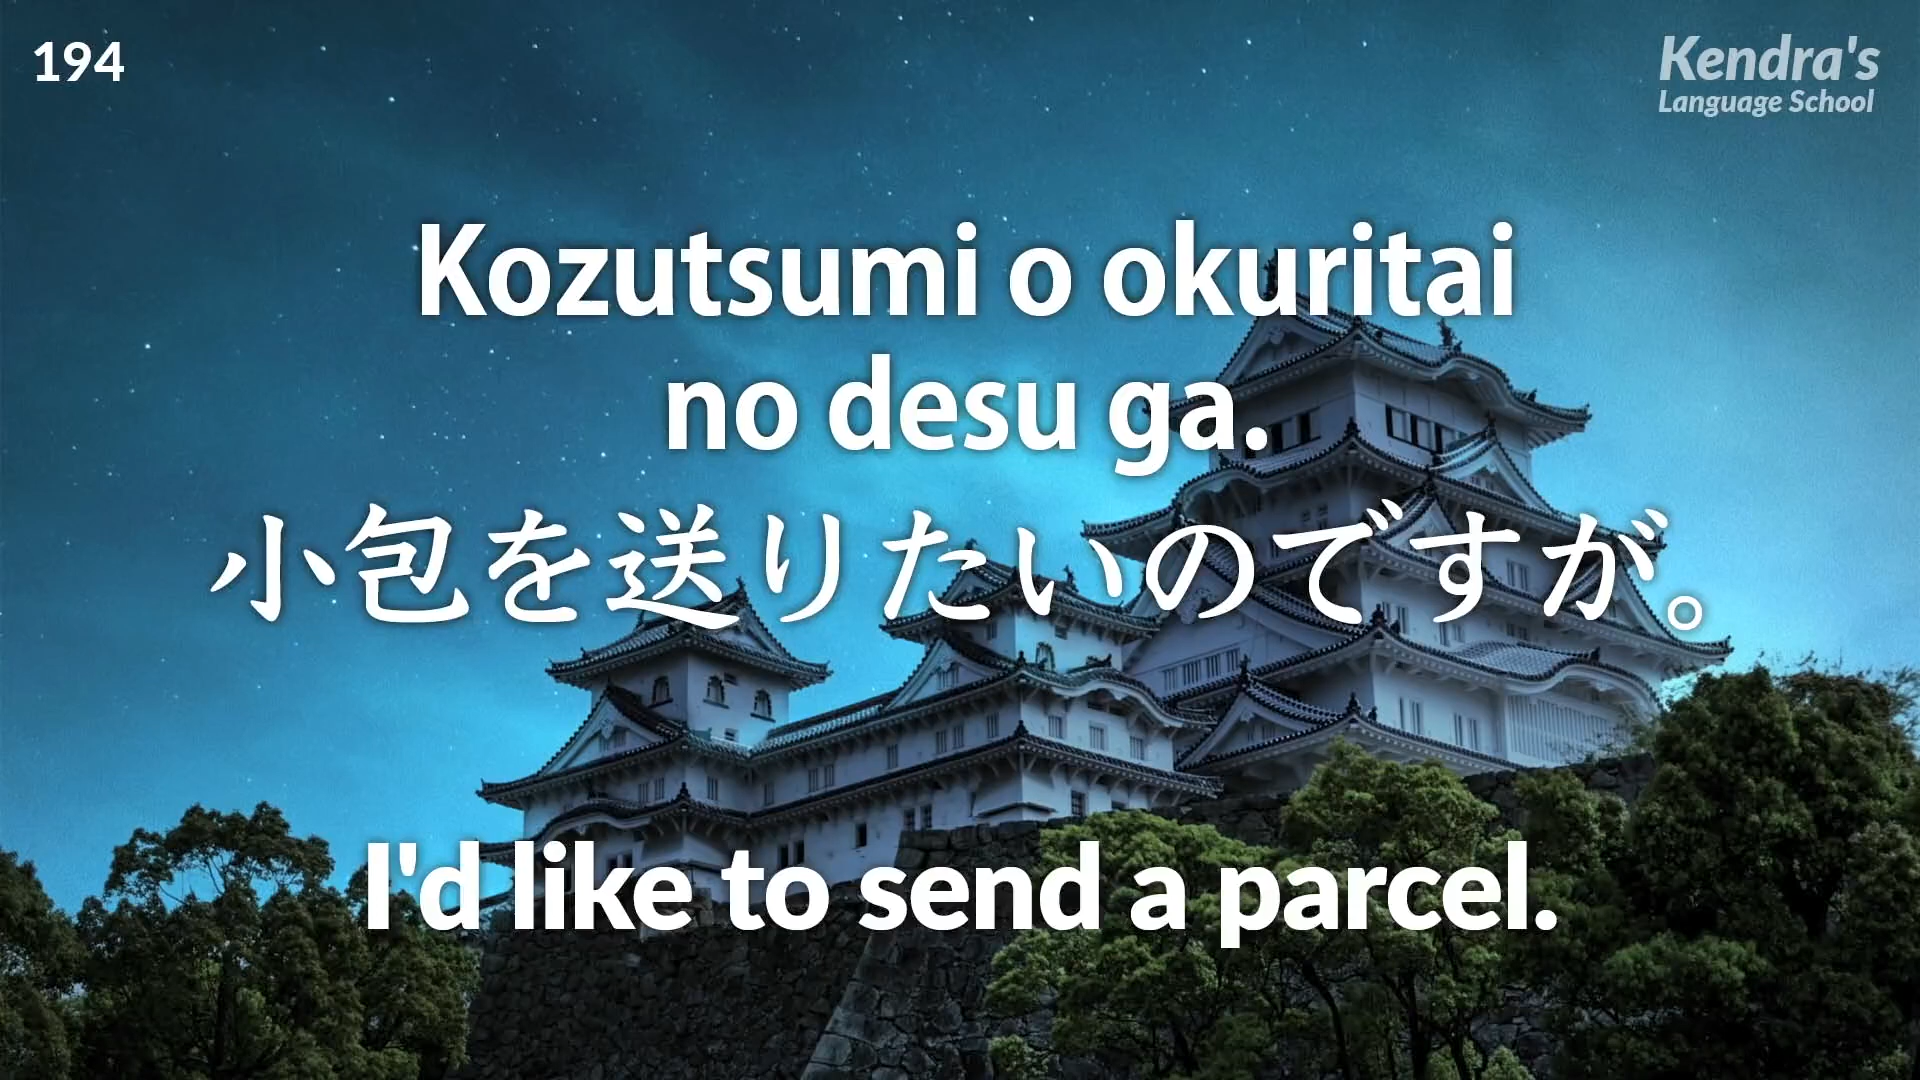 194
Kendra's
Language School
Kozutsumi o okuritai
no desu ga.
小包を送りたいのですが。
I'd like to send a parcel.